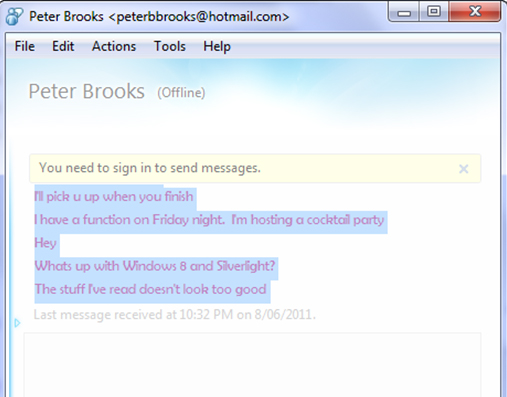 Peter Brooks <peterbbrooks@hotmail.com>
File Edit Actions Tools Help
Peter Brooks (Offline)
You need to sign in to send messages.
I'll pick u up when you finish
I have a function on Friday night. I'm hosting a cocktail party
Hey
Whats up with Windows 8 and Silverlight?
The stuff I've read doesn't look too good
Last message received at 10:32 PM on 8/06/2011.